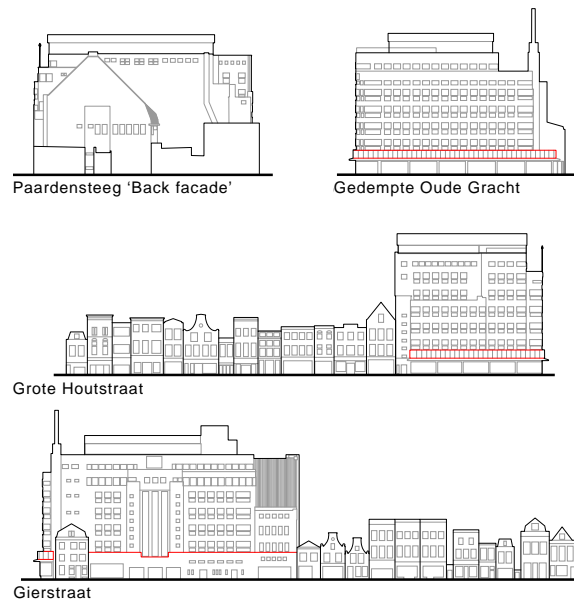 Paardensteeg ‘Back facade’
Gedempte Oude Gracht
Grote Houtstraat
Gierstraat